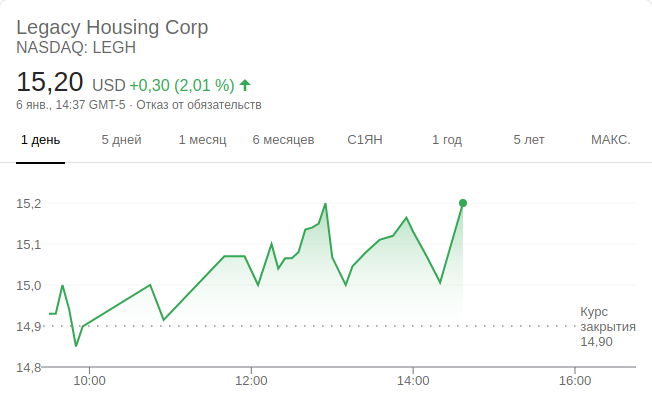 Legacy Housing Corp
NASDAQ: LEGH
15,20 USD +0,30 (2,01 %)
6 янв., 14:37 GMT-5 · Отказ от обязательств
1 день 5 дней 1 месяц 6 месяцев С1ЯН 1 год 5 лет МАКС.
15,2
15,1
15,0
14,9
14,8
Курс
закрытия
14,90
10:00 12:00 14:00 16:00